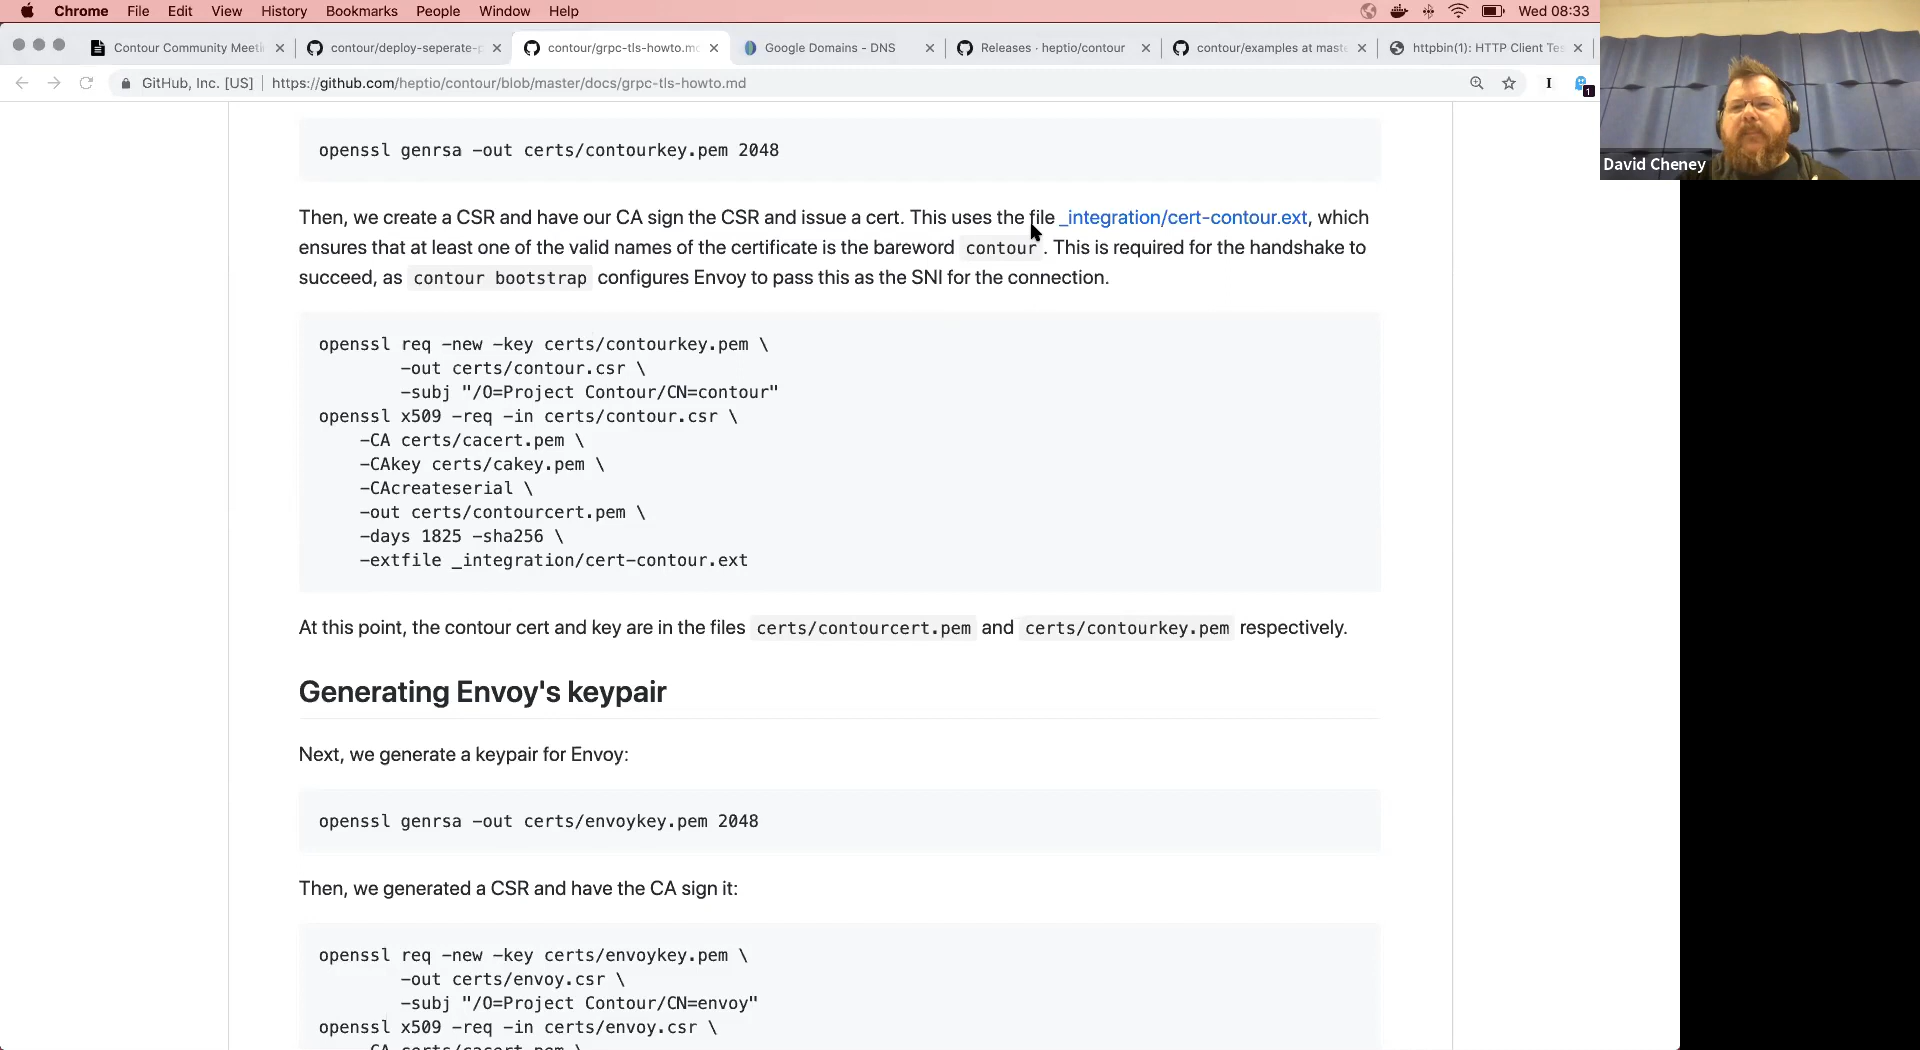 Chrome File Edit View History Bookmarks People Window Help Wed 08:33
Contour Community Meeti
contour/deploy-seperate-p
contour/grpc-tls-howto.md
Google Domains - DNS
Releases · heptio/contour
contour/examples at maste
httpbin(1): HTTP Client Tes
GitHub, Inc. [US] https://github.com/heptio/contour/blob/master/docs/grpc-tls-howto.md
I
1
David Cheney
openssl genrsa -out certs/contourkey.pem 2048
Then, we create a CSR and have our CA sign the CSR and issue a cert. This uses the file _integration/cert-contour.ext, which
ensures that at least one of the valid names of the certificate is the bareword contour. This is required for the handshake to
succeed, as contour bootstrap configures Envoy to pass this as the SNI for the connection.
openssl req -new -key certs/contourkey.pem \
-out certs/contour.csr \
-subj "/O=Project Contour/CN=contour"
openssl x509 -req -in certs/contour.csr \
-CA certs/cacert.pem \
-CAkey certs/cakey.pem \
-CAcreateserial \
-out certs/contourcert.pem \
-days 1825 -sha256 \
-extfile _integration/cert-contour.ext
At this point, the contour cert and key are in the files certs/contourcert.pem and certs/contourkey.pem respectively.
Generating Envoy's keypair
Next, we generate a keypair for Envoy:
openssl genrsa -out certs/envoykey.pem 2048
Then, we generated a CSR and have the CA sign it:
openssl req -new -key certs/envoykey.pem \
-out certs/envoy.csr \
-subj "/O=Project Contour/CN=envoy"
openssl x509 -req -in certs/envoy.csr \
-CA certs/cacert.pem \